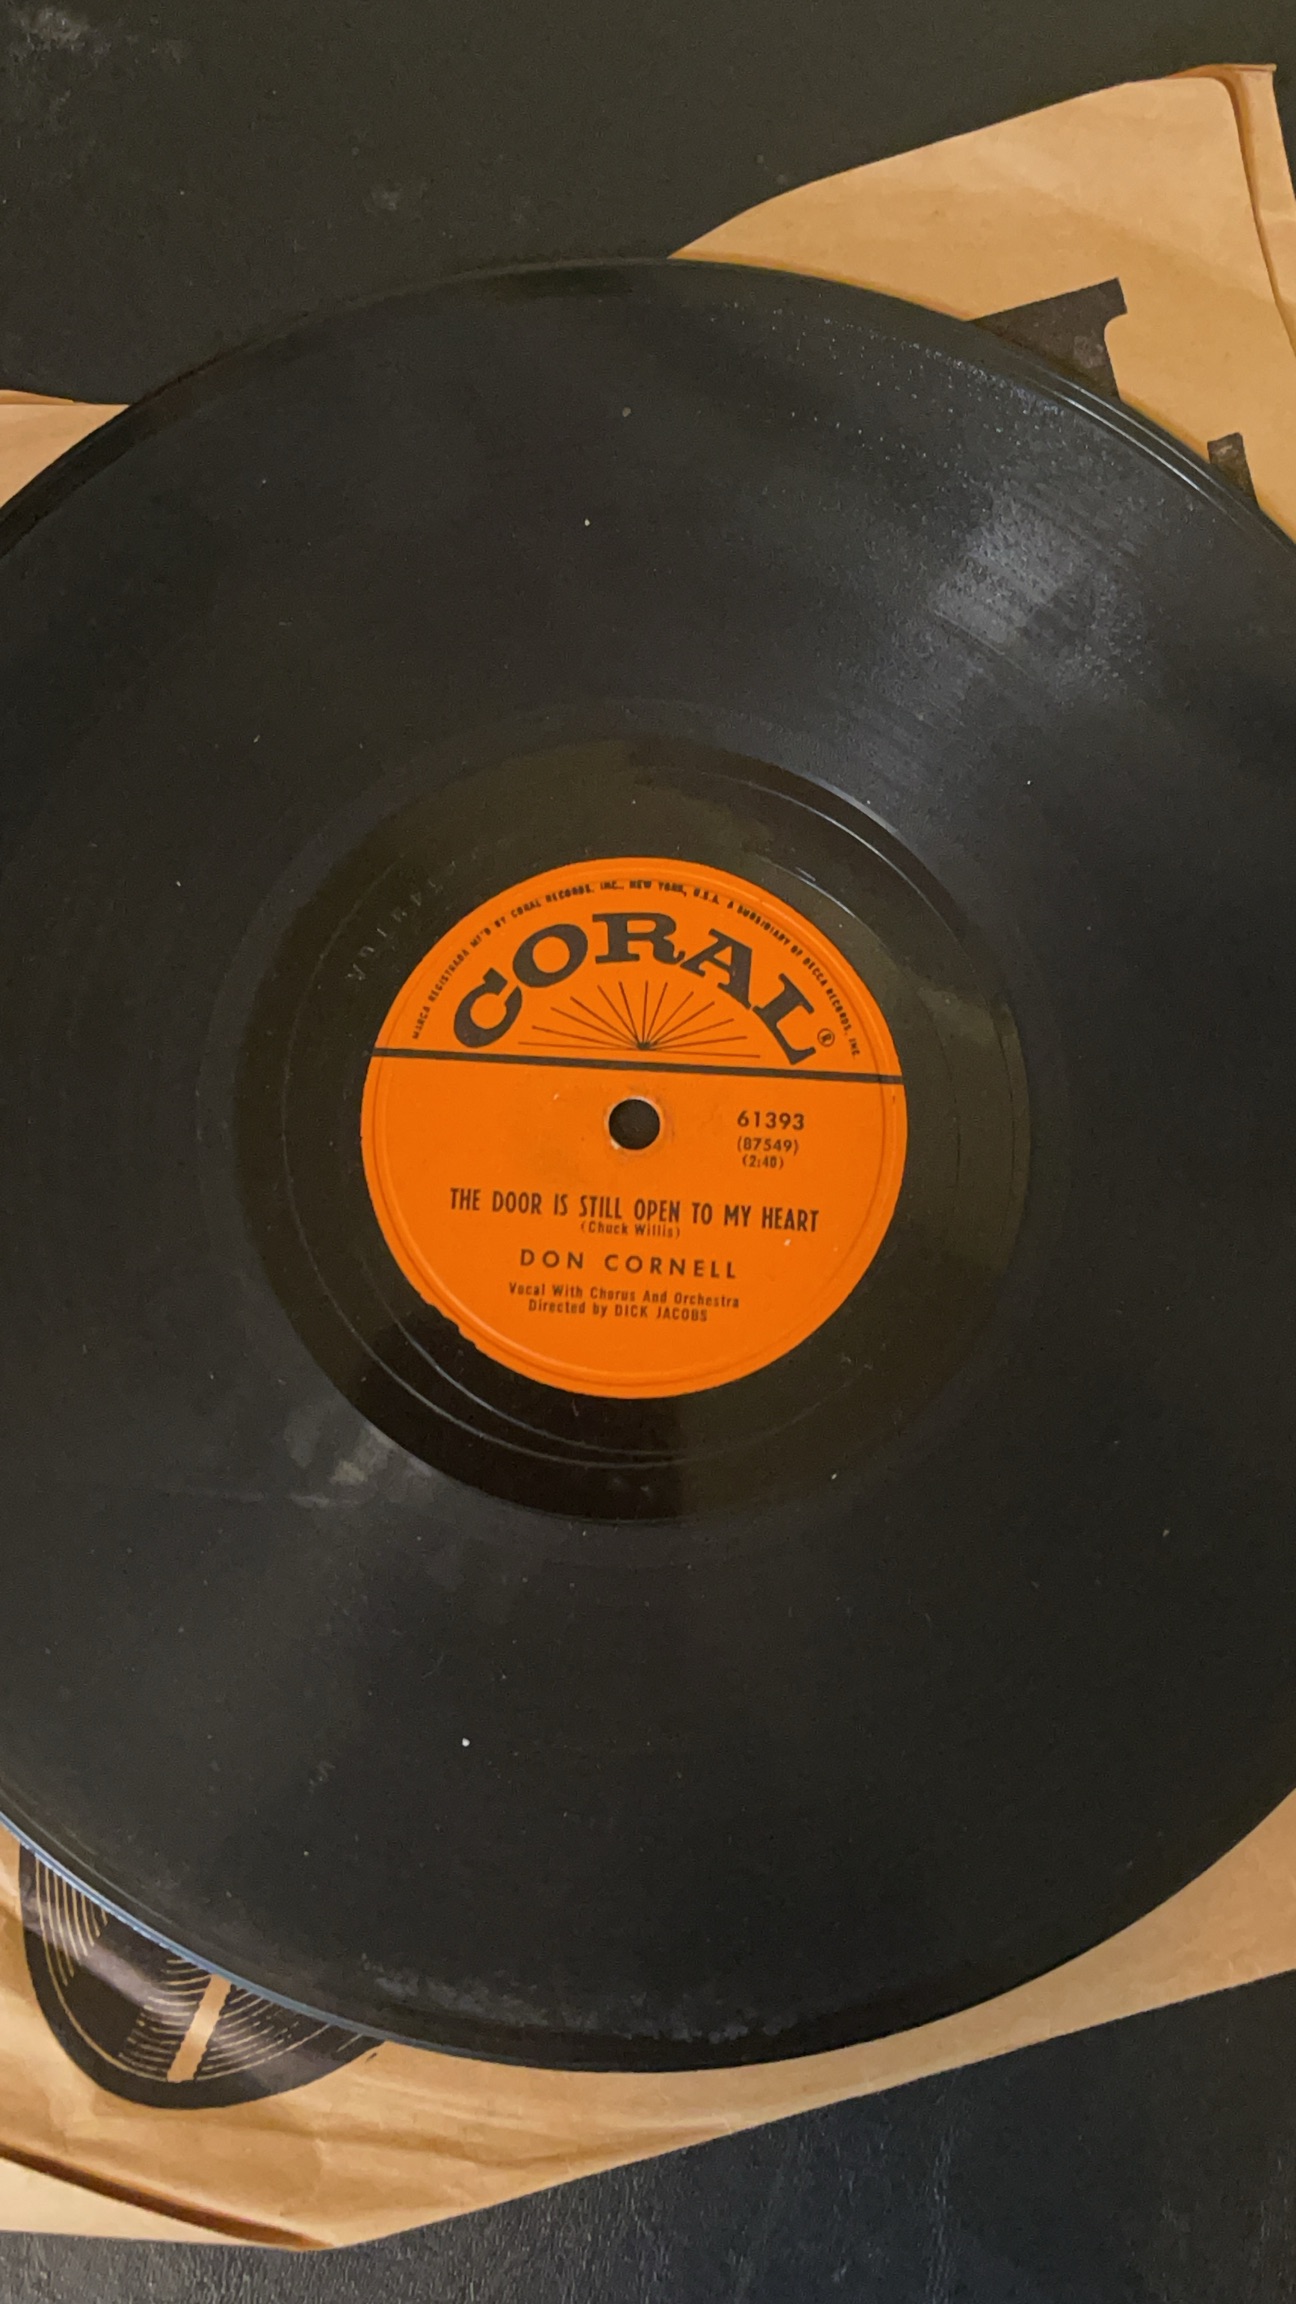 MARCA REGISTRADA MF'D BY CORAL RECORDS, INC., NEW YORK, U.S.A. A SUBSIDIARY OF DECCA RECORDS, INC.
CORAL®
61393
(87549)
(2:40)
THE DOOR IS STILL OPEN TO MY HEART
(Chuck Willis)
DON CORNELL
Vocal With Chorus And Orchestra
Directed by DICK JACOBS